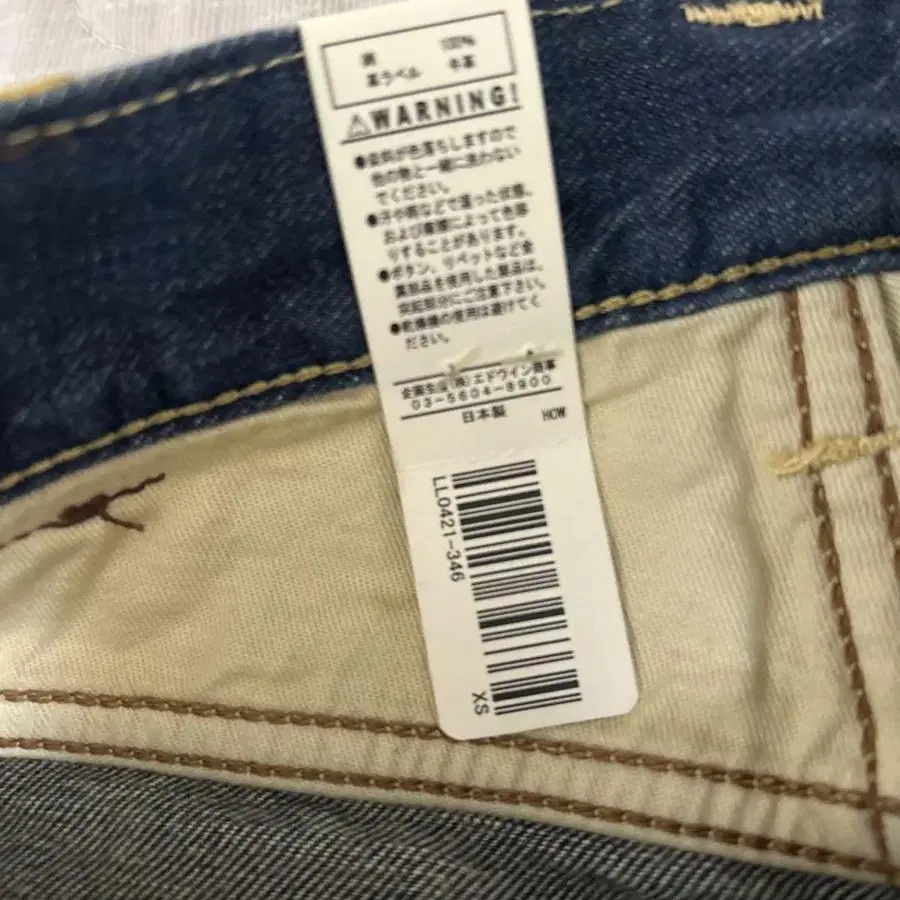 綿 100%
革ラベル 牛革
⚠WARNING!
●染料が色落ちしますので
他の物と一緒に洗わない
でください。
●汗や雨などで湿った状態、
および摩擦によって色移
りすることがあります。
●ボタン、リベットなど金
属部品を使用した製品は、
突起部分にご注意下さい。
●乾燥機の使用は避けてく
ださい。
企画生産(株)エドウイン商事
03-5604-8900
日本製 HOW
LL0421-346
XS